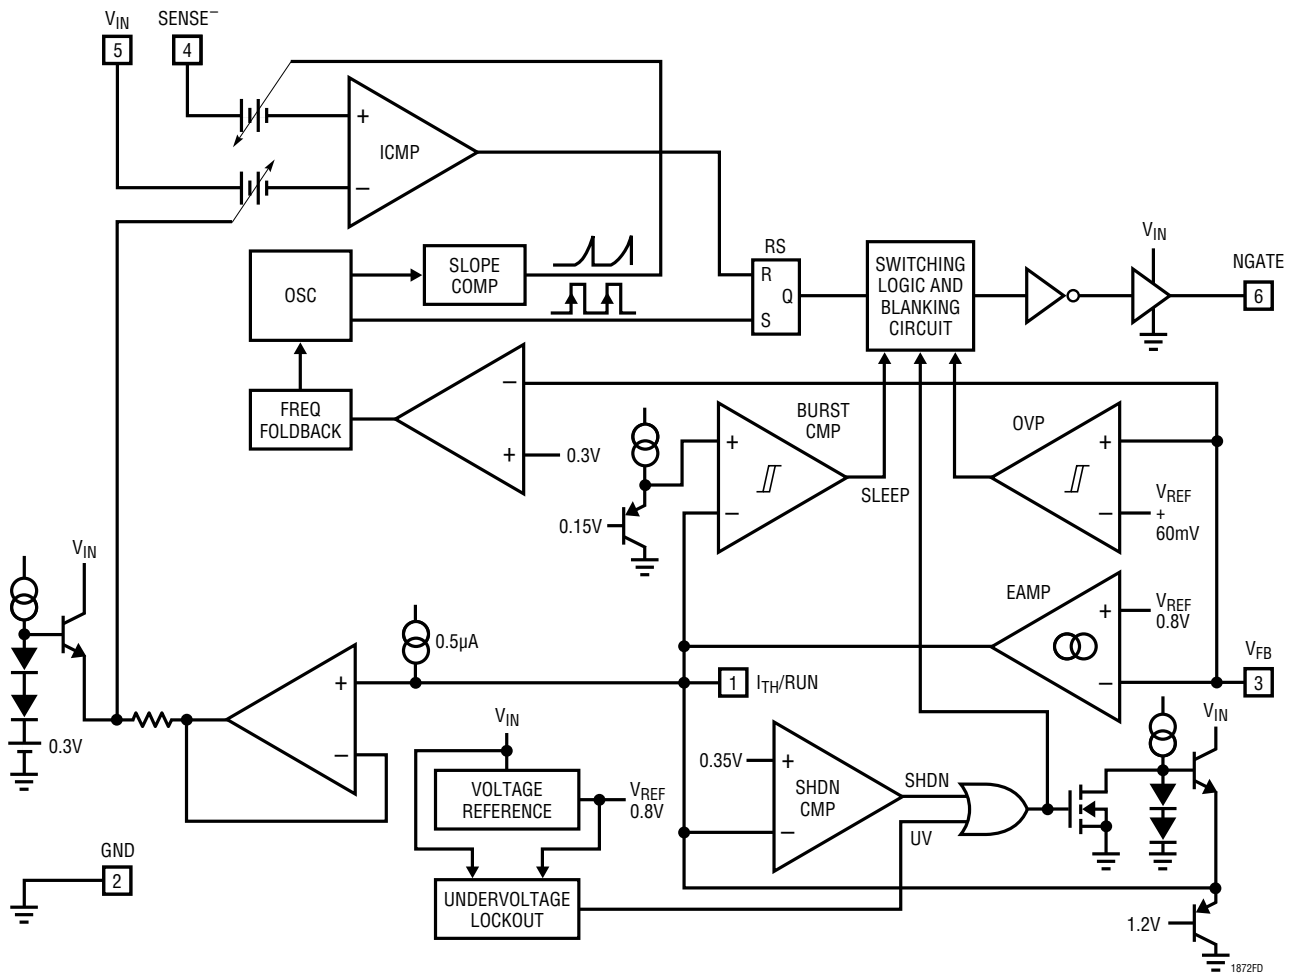 VIN
SENSE–
5
4
+
ICMP
–
OSC
SLOPE
COMP
RS
R
Q
S
SWITCHING
LOGIC AND
BLANKING
CIRCUIT
VIN
NGATE
6
FREQ
FOLDBACK
–
+
0.3V
BURST
CMP
+
–
0.15V
SLEEP
OVP
+
–
VREF
+
60mV
VIN
0.3V
+
–
0.5µA
EAMP
+
–
VREF
0.8V
VFB
3
1
ITH/RUN
VIN
VOLTAGE
REFERENCE
VREF
0.8V
UNDERVOLTAGE
LOCKOUT
0.35V
+
SHDN
CMP
–
SHDN
UV
VIN
1.2V
GND
2
1872FD